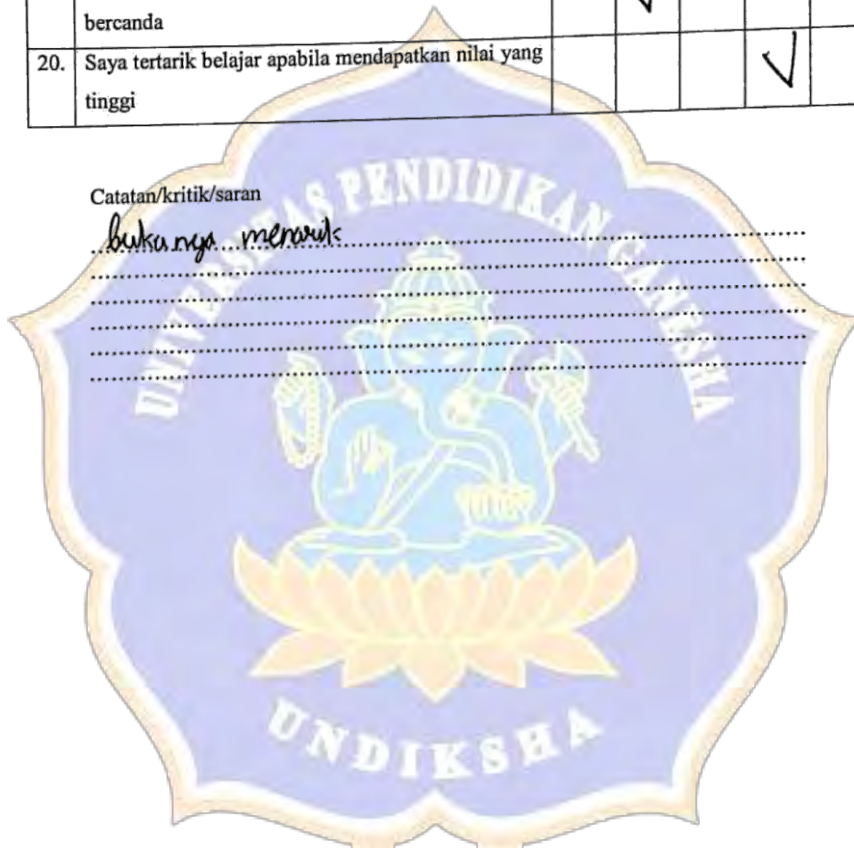 bercanda
20. Saya tertarik belajar apabila mendapatkan nilai yang
tinggi
Catatan/kritik/saran
bukunya menarik
UNIVERSITAS PENDIDIKAN GANESHA
UNDIKSHA